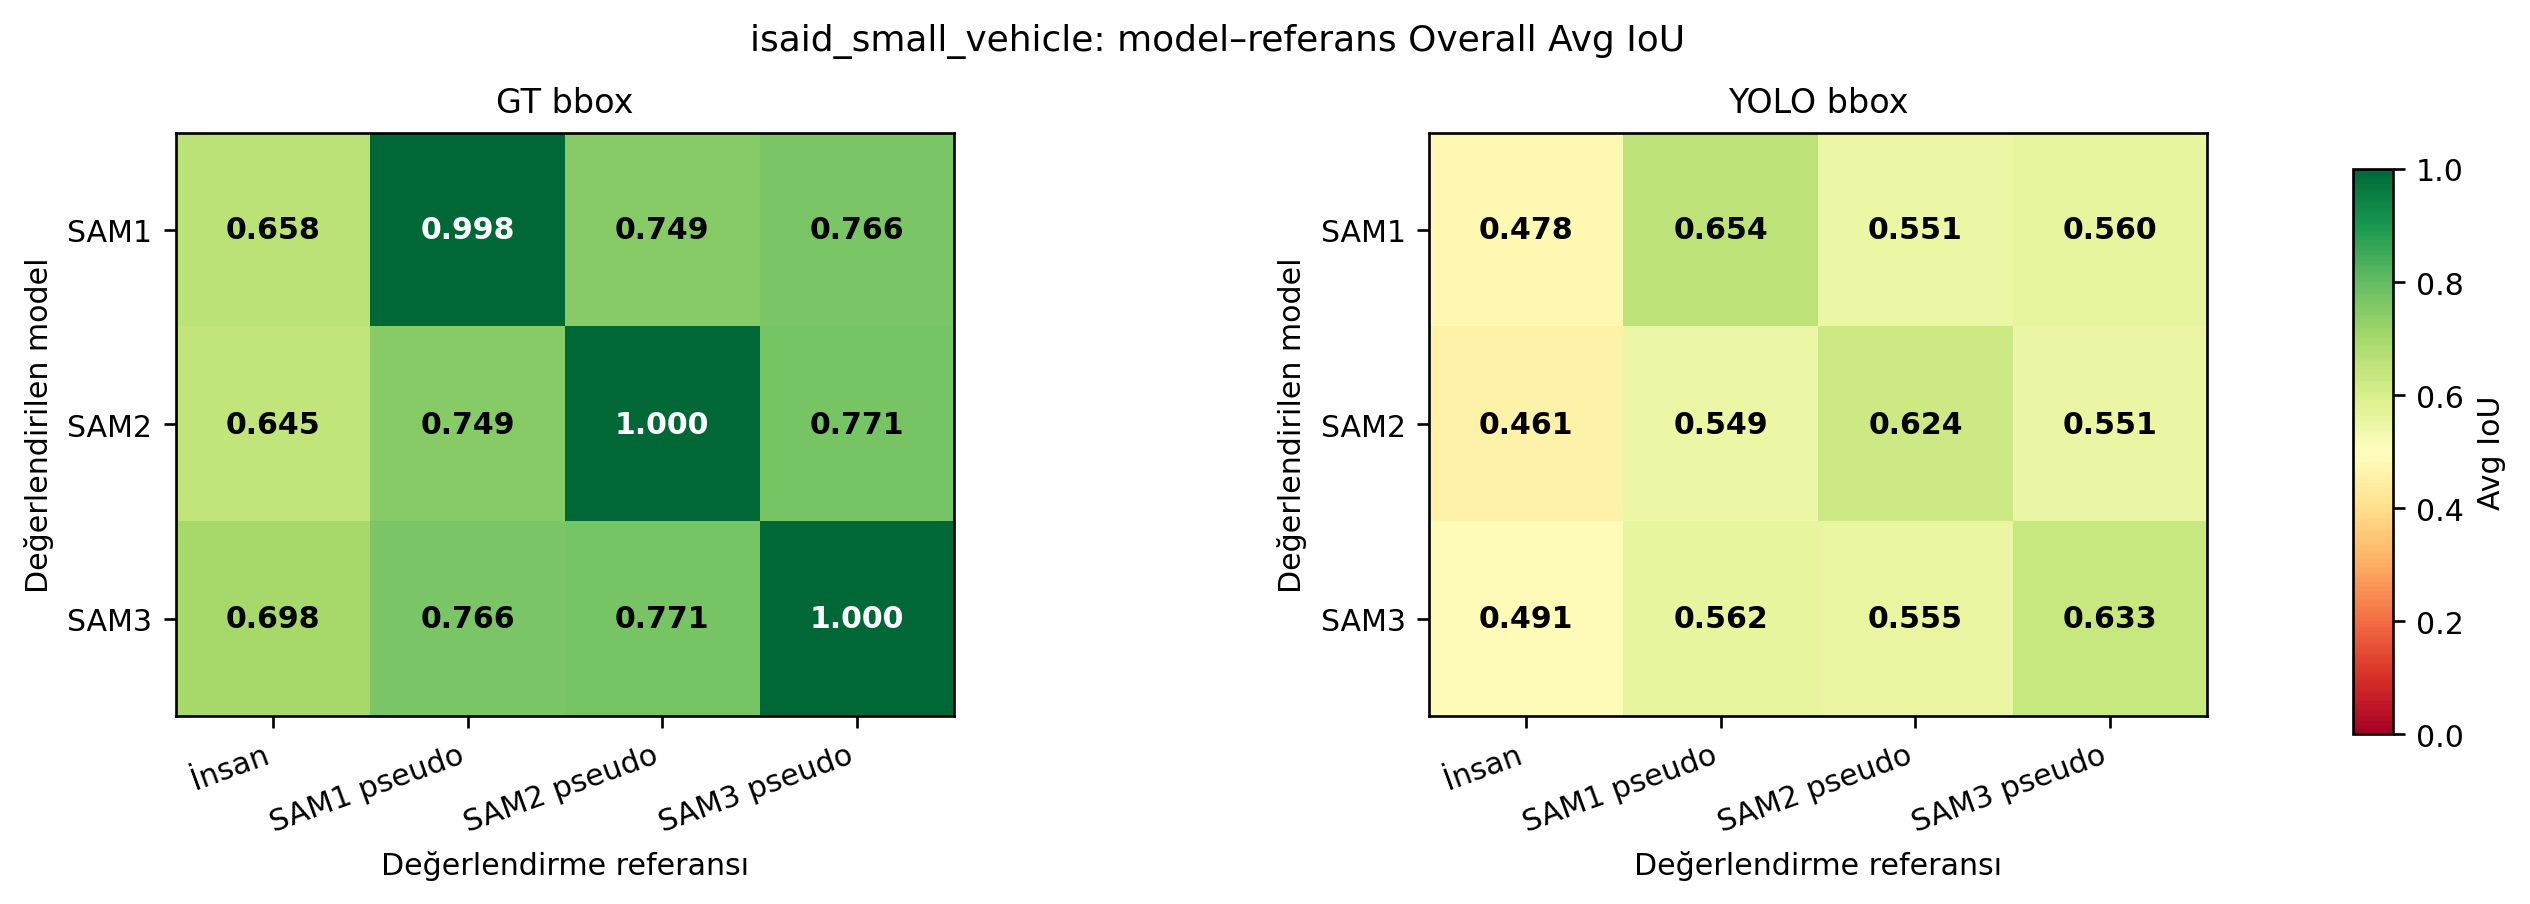 isaid_small_vehicle: model–referans Overall Avg IoU
GT bbox
Değerlendirilen model
SAM1
0.658 0.998 0.749 0.766
SAM2
0.645 0.749 1.000 0.771
SAM3
0.698 0.766 0.771 1.000
İnsan
SAM1 pseudo
SAM2 pseudo
SAM3 pseudo
Değerlendirme referansı
YOLO bbox
Değerlendirilen model
SAM1
0.478 0.654 0.551 0.560
SAM2
0.461 0.549 0.624 0.551
SAM3
0.491 0.562 0.555 0.633
İnsan
SAM1 pseudo
SAM2 pseudo
SAM3 pseudo
Değerlendirme referansı
1.0
0.8
0.6
0.4
0.2
0.0
Avg IoU